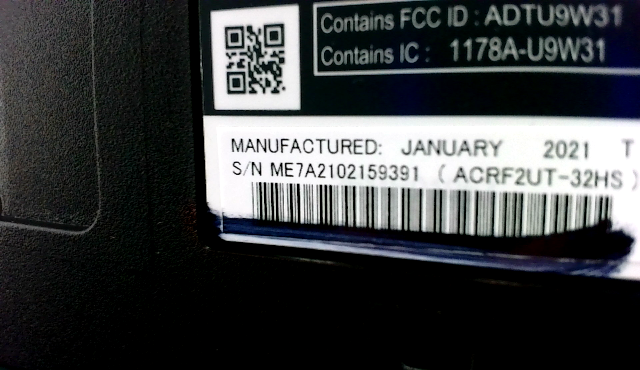 Contains FCC ID : ADTU9W31
Contains IC : 1178A-U9W31
MANUFACTURED: JANUARY 2021 T
S/N ME7A2102159391 ( ACRF2UT-32HS )